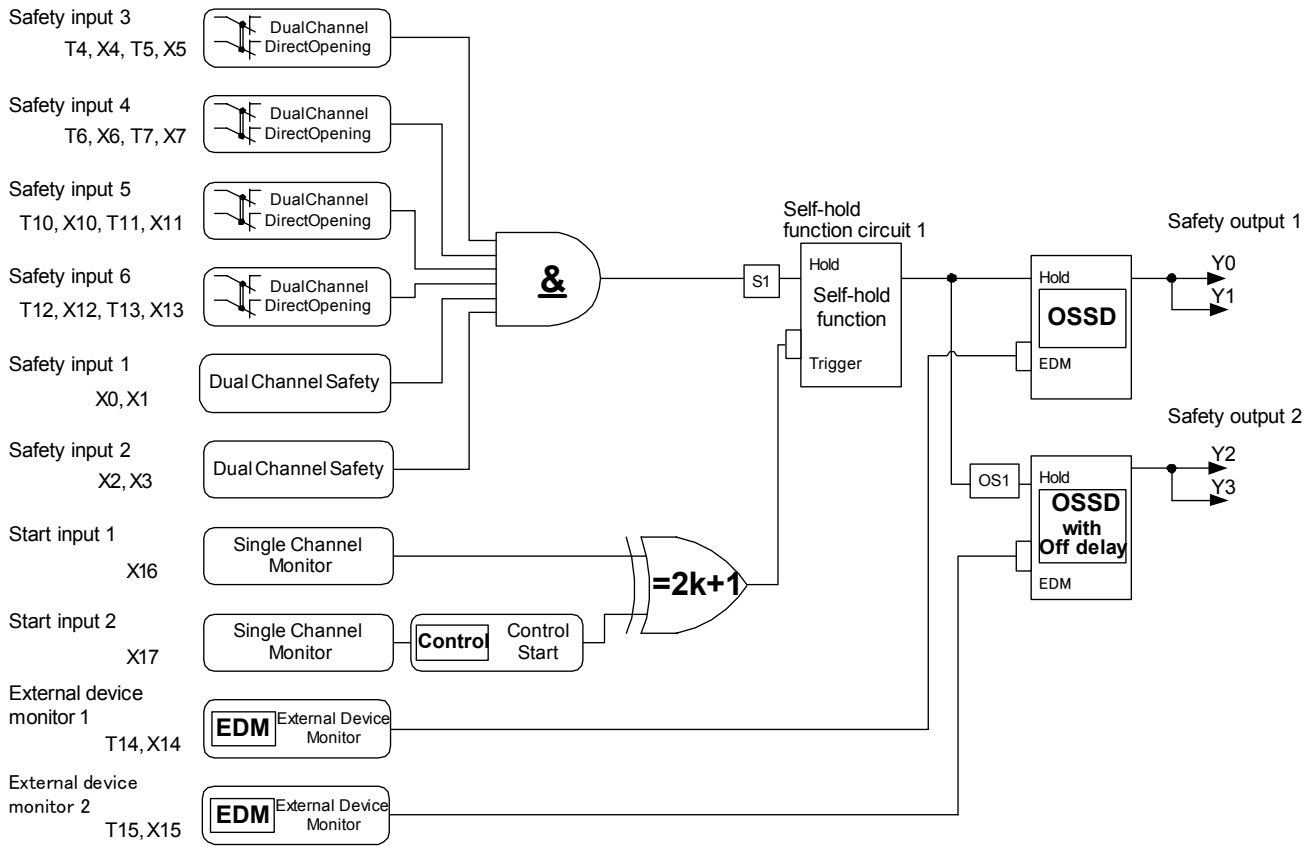 Safety input 3
T4, X4, T5, X5
DualChannel
DirectOpening
Safety input 4
T6, X6, T7, X7
DualChannel
DirectOpening
Safety input 5
T10, X10, T11, X11
DualChannel
DirectOpening
Safety input 6
T12, X12, T13, X13
DualChannel
DirectOpening
Safety input 1
X0, X1
Dual Channel Safety
Safety input 2
X2, X3
Dual Channel Safety
Start input 1
X16
Single Channel
Monitor
Start input 2
X17
Single Channel
Monitor
Control
Control
Start
External device
monitor 1
T14, X14
EDM
External Device
Monitor
External device
monitor 2
T15, X15
EDM
External Device
Monitor
&
=2k+1
S1
Self-hold
function circuit 1
Hold
Self-hold
function
Trigger
Hold
OSSD
EDM
Safety output 1
Y0
Y1
OS1
Hold
OSSD
with
Off delay
EDM
Safety output 2
Y2
Y3